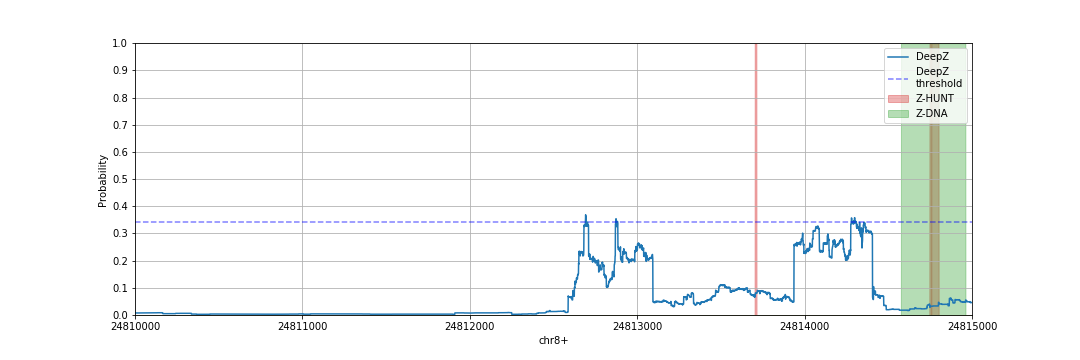 1.0
0.9
0.8
0.7
0.6
0.5
0.4
0.3
0.2
0.1
0.0
Probability
24810000 24811000 24812000 24813000 24814000 24815000
chr8+
DeepZ
DeepZ
threshold
Z-HUNT
Z-DNA